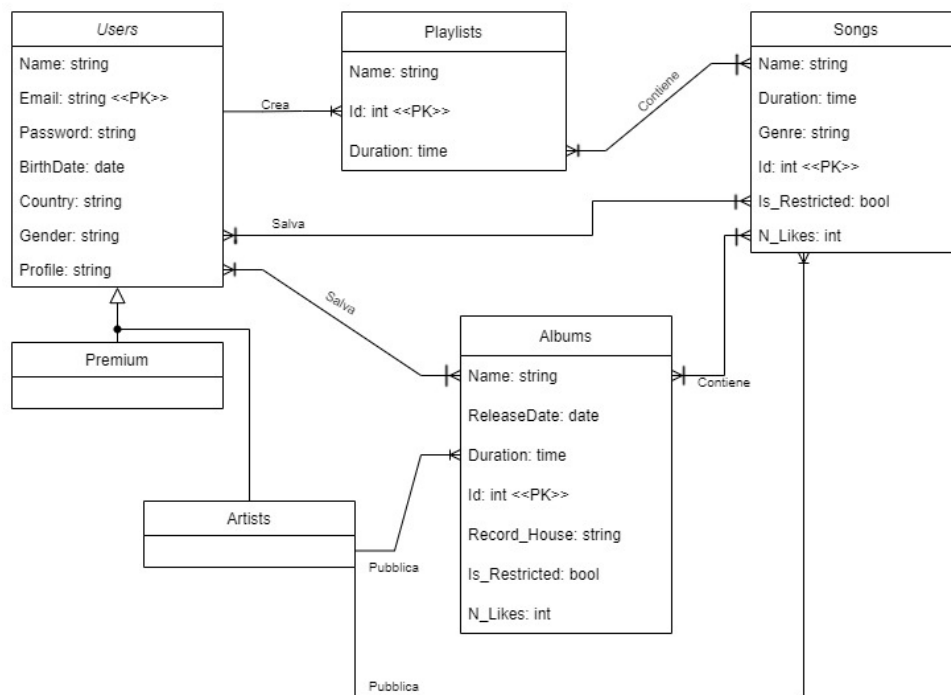 Users
Name: string
Email: string <<PK>>
Password: string
BirthDate: date
Country: string
Gender: string
Profile: string
Crea
Playlists
Name: string
Id: int <<PK>>
Duration: time
Contiene
Songs
Name: string
Duration: time
Genre: string
Id: int <<PK>>
Is_Restricted: bool
N_Likes: int
Salva
Salva
Premium
Albums
Name: string
ReleaseDate: date
Duration: time
Id: int <<PK>>
Record_House: string
Is_Restricted: bool
N_Likes: int
Contiene
Artists
Pubblica
Pubblica